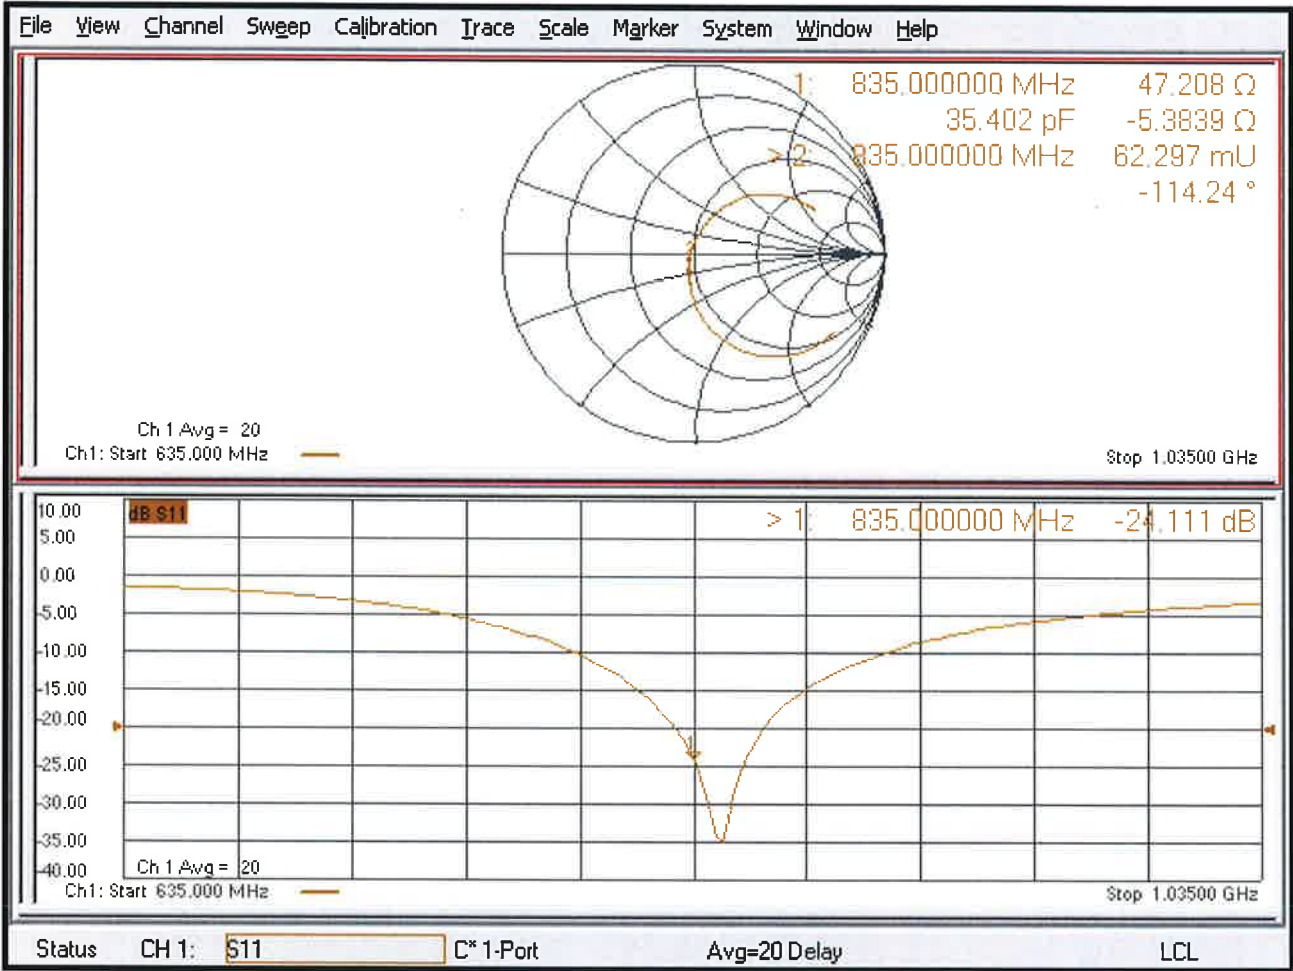 File View Channel Sweep Calibration Trace Scale Marker System Window Help
1: 835.000000 MHz 47.208 Ω
35.402 pF -5.3839 Ω
> 2: 835.000000 MHz 62.297 mU
-114.24 °
Ch 1 Avg = 20
Ch1: Start 635.000 MHz
Stop 1.03500 GHz
10.00
dB S11
> 1: 835.000000 MHz -24.111 dB
5.00
0.00
-5.00
-10.00
-15.00
-20.00
-25.00
-30.00
-35.00
-40.00
Ch 1 Avg = 20
Ch1: Start 635.000 MHz
Stop 1.03500 GHz
Status CH 1: S11 C* 1-Port Avg=20 Delay LCL